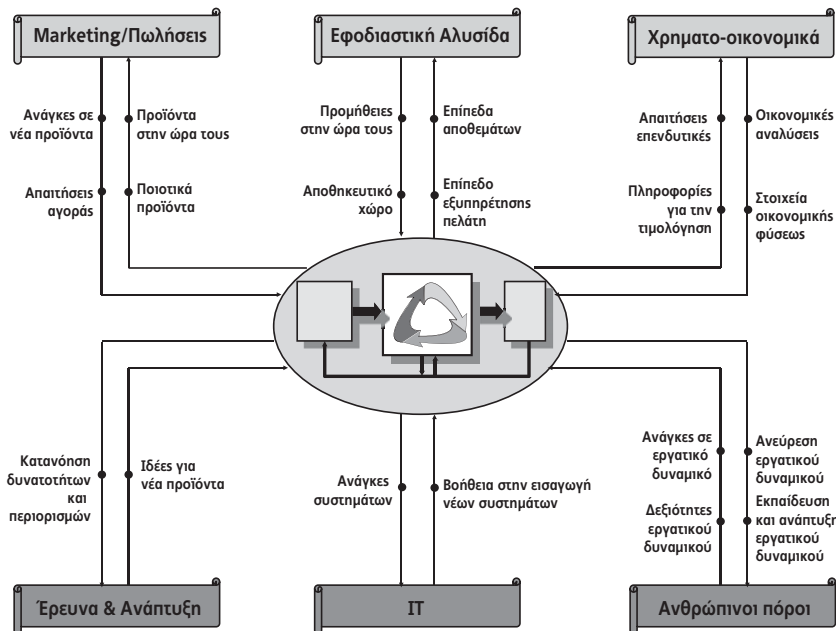 Marketing/Πωλήσεις
Εφοδιαστική Αλυσίδα
Χρηματο-οικονομικά
Ανάγκες σε
νέα προϊόντα
Προϊόντα
στην ώρα τους
Απαιτήσεις
αγοράς
Ποιοτικά
προϊόντα
Προμήθειες
στην ώρα τους
Επίπεδα
αποθεμάτων
Αποθηκευτικό
χώρο
Επίπεδο
εξυπηρέτησης
πελάτη
Απαιτήσεις
επενδυτικές
Οικονομικές
αναλύσεις
Πληροφορίες
για την
τιμολόγηση
Στοιχεία
οικονομικής
φύσεως
Κατανόηση
δυνατοτήτων
και
περιορισμών
Ιδέες για
νέα προϊόντα
Ανάγκες
συστημάτων
Βοήθεια στην εισαγωγή
νέων συστημάτων
Ανάγκες σε
εργατικό
δυναμικό
Ανεύρεση
εργατικού
δυναμικού
Δεξιότητες
εργατικού
δυναμικού
Εκπαίδευση
και ανάπτυξη
εργατικού
δυναμικού
Έρευνα & Ανάπτυξη
IT
Ανθρώπινοι πόροι